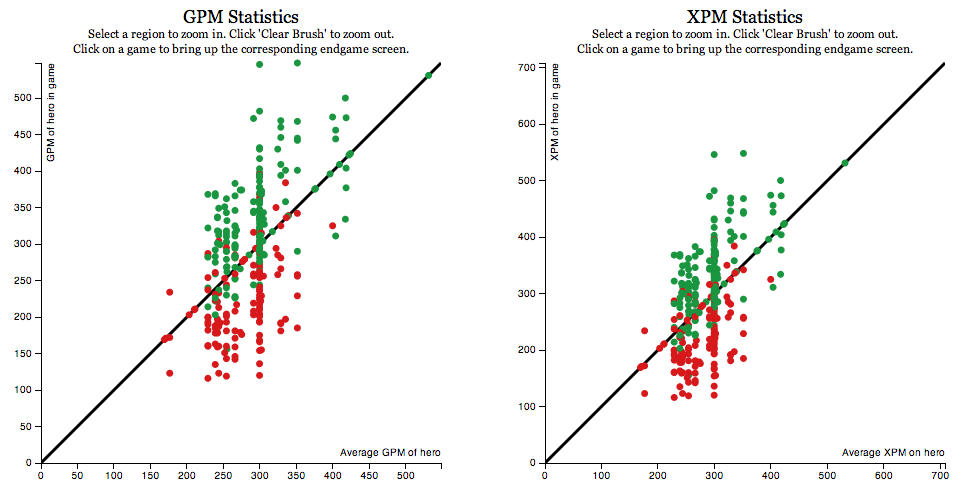 GPM Statistics
Select a region to zoom in. Click 'Clear Brush' to zoom out.
Click on a game to bring up the corresponding endgame screen.
GPM of hero in game
500
450
400
350
300
250
200
150
100
50
0
Average GPM of hero
0 50 100 150 200 250 300 350 400 450 500
XPM Statistics
Select a region to zoom in. Click 'Clear Brush' to zoom out.
Click on a game to bring up the corresponding endgame screen.
XPM of hero in game
700
600
500
400
300
200
100
0
Average XPM on hero
0 100 200 300 400 500 600 700